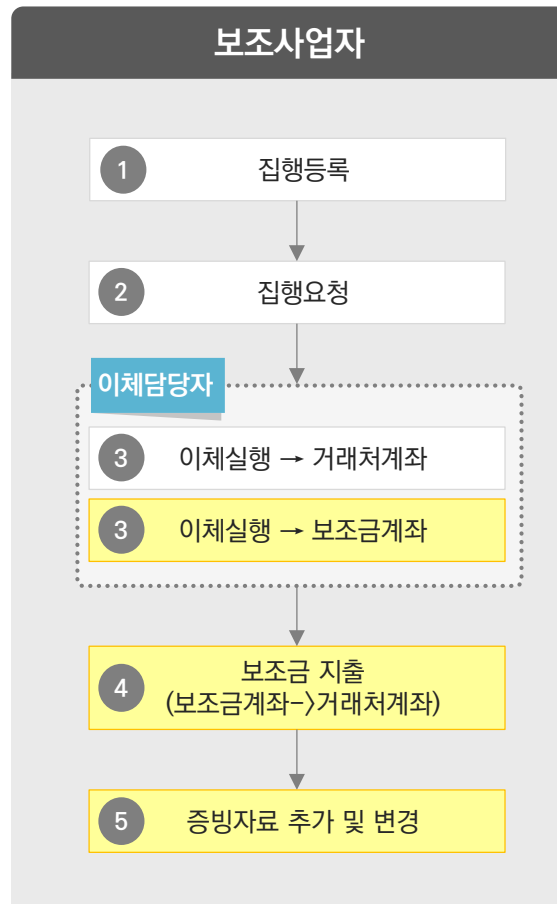 보조사업자
1 집행등록
2 집행요청
이체담당자
3 이체실행 → 거래처계좌
3 이체실행 → 보조금계좌
4 보조금 지출
(보조금계좌->거래처계좌)
5 증빙자료 추가 및 변경